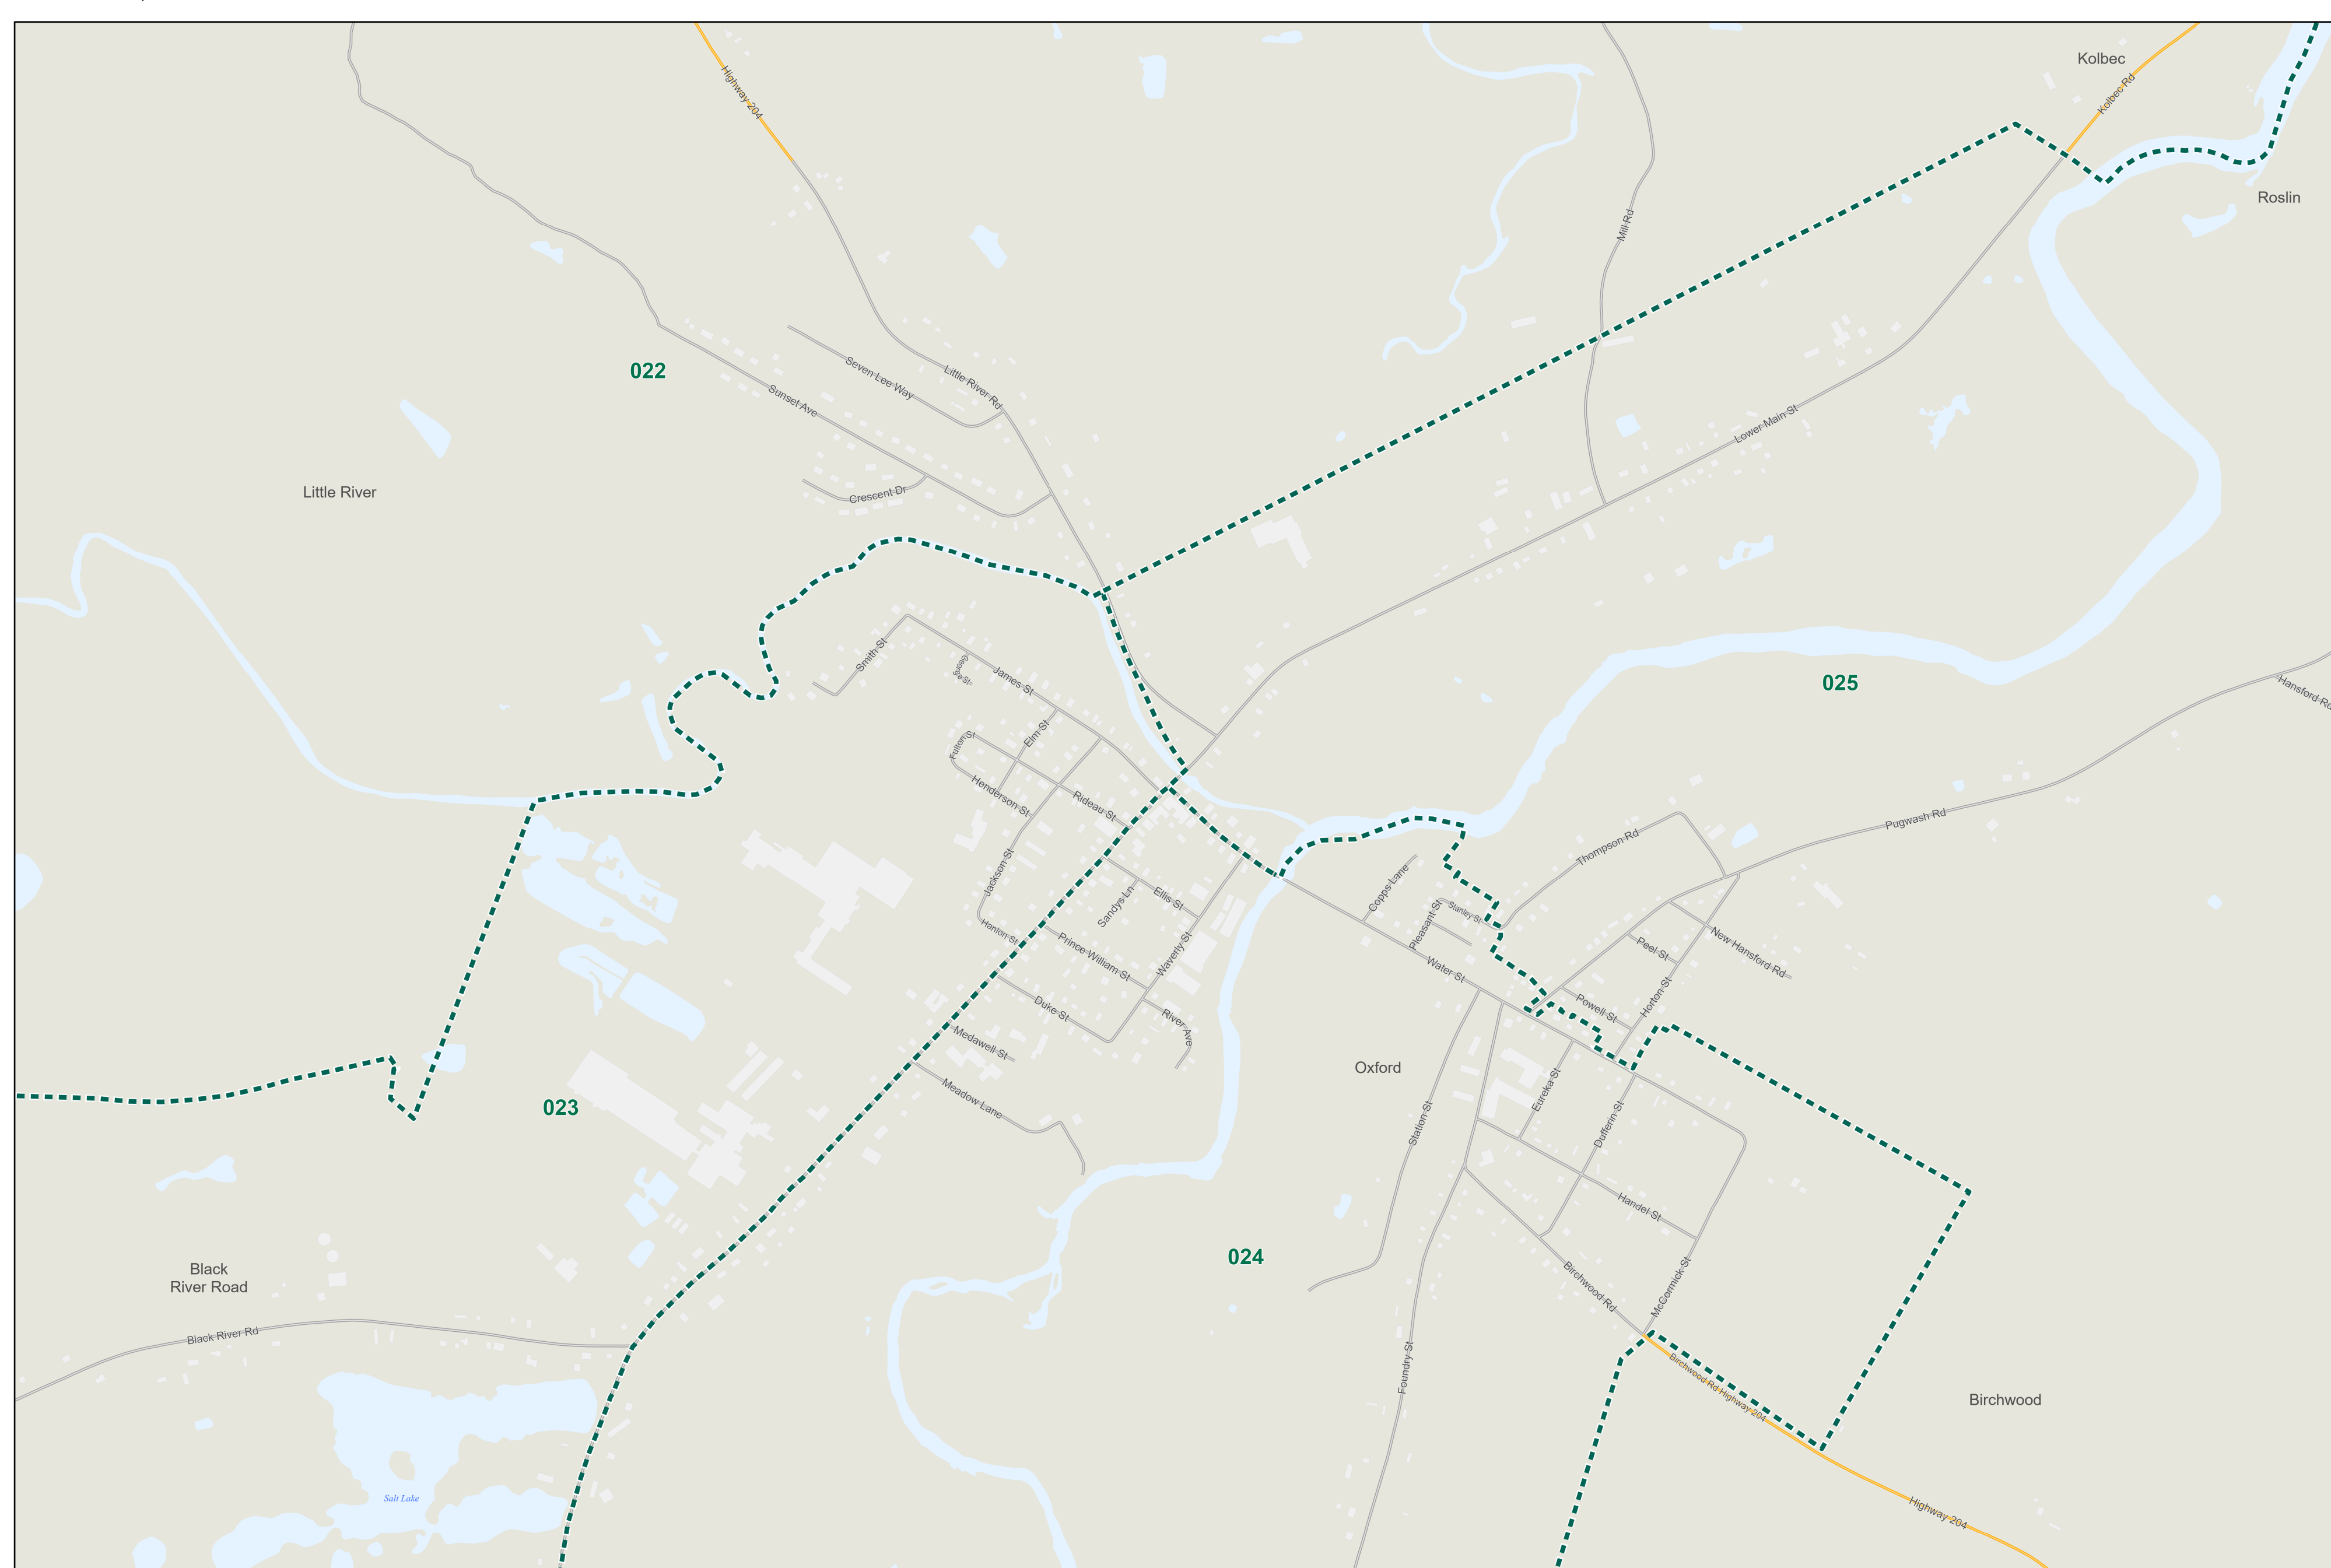 Kolbec
Highway 204
Kolbec Rd
Roslin
Mill Rd
022
Seven Lee Way
Little River Rd
Sunset Ave
Lower Main St
Little River
Crescent Dr
Smith St
James St
025
Hansford Rd
Elm St
Fulton St
Henderson St
Rideau St
Pugwash Rd
Thompson Rd
Jackson St
Copps Lane
Ellis St
Sandys Ln
Stanley St
Pleasant St
Hanlon St
Prince William St
Waverly St
Peel St
New Hansford Rd
Water St
Horton St
Duke St
River Ave
Powell St
Medawell St
Oxford
Eureka St
Meadow Lane
023
Station St
Dufferin St
Handel St
024
Black
River Road
Birchwood Rd
McCormick St
Black River Rd
Foundry St
Birchwood Rd Highway 204
Birchwood
Salt Lake
Highway 204